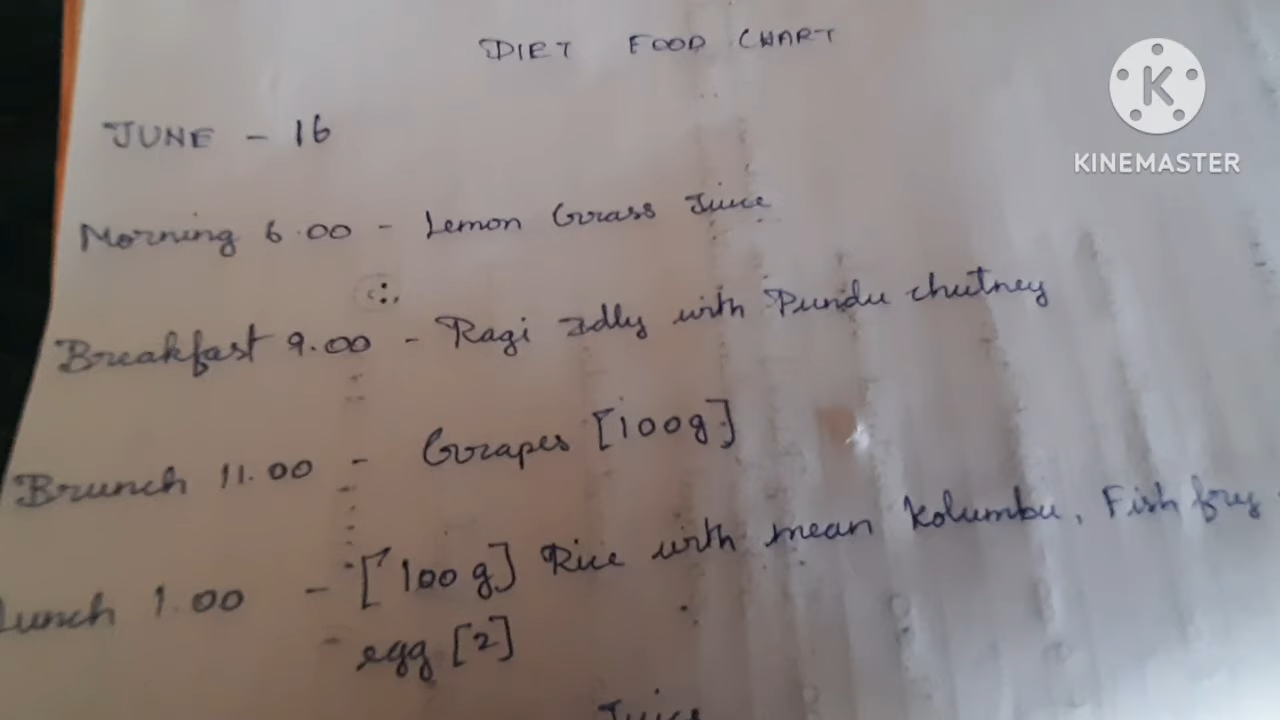 DIET FOOD CHART
KINEMASTER
JUNE - 16
Morning 6.00 - Lemon Grass Juice
Breakfast 9.00 - Ragi Idly with Pundu chutney
Brunch 11.00 - Grapes [100g]
Lunch 1.00 - [100g] Rice with mean Kolumbu, Fish fry
egg [2]
Juice